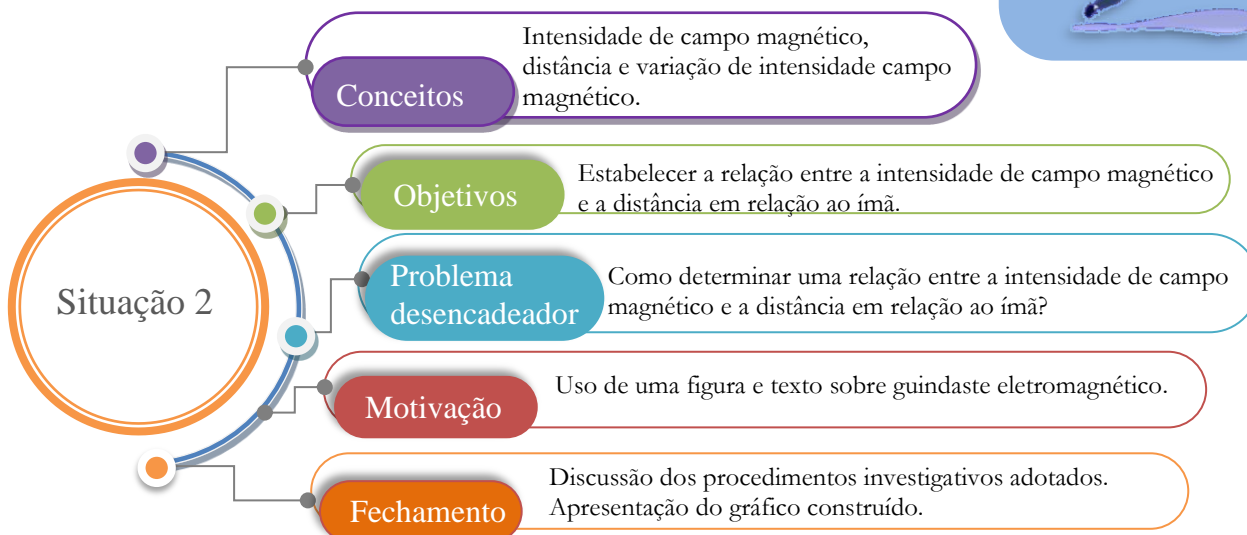 Situação 2
Conceitos
Intensidade de campo magnético,
distância e variação de intensidade campo
magnético.
Objetivos
Estabelecer a relação entre a intensidade de campo magnético
e a distância em relação ao ímã.
Problema
desencadeador
Como determinar uma relação entre a intensidade de campo
magnético e a distância em relação ao ímã?
Motivação
Uso de uma figura e texto sobre guindaste eletromagnético.
Fechamento
Discussão dos procedimentos investigativos adotados.
Apresentação do gráfico construído.